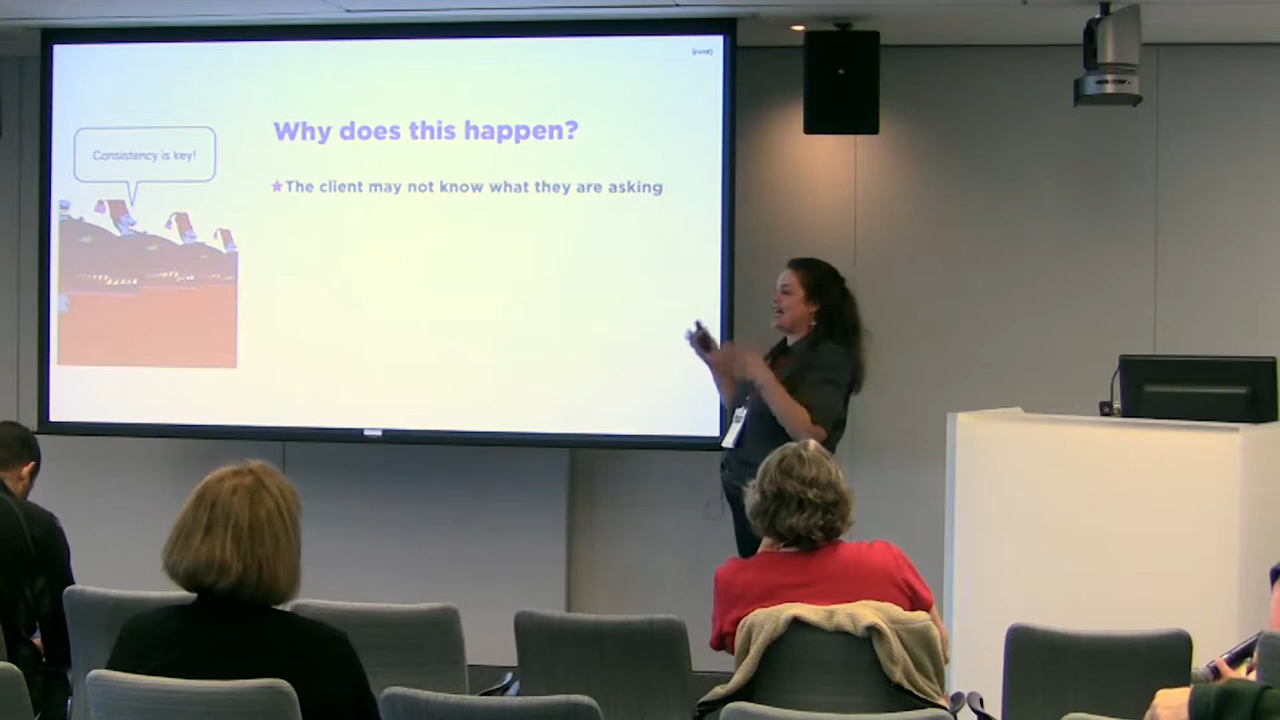 Why does this happen?
Consistency is key!
★The client may not know what they are asking